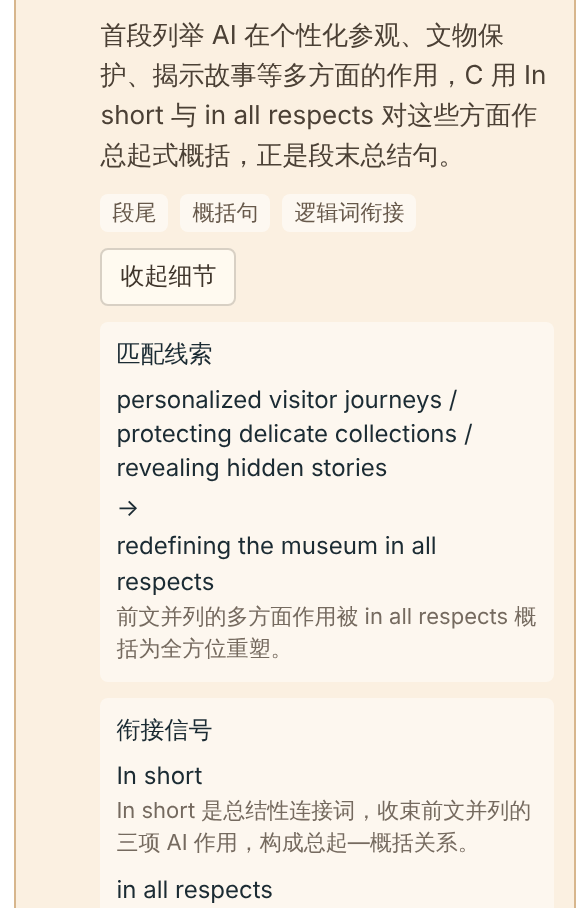 首段列举 AI 在个性化参观、文物保
护、揭示故事等多方面的作用，C 用 In
short 与 in all respects 对这些方面作
总起式概括，正是段末总结句。
段尾 概括句 逻辑词衔接
收起细节
匹配线索
personalized visitor journeys /
protecting delicate collections /
revealing hidden stories
→
redefining the museum in all
respects
前文并列的多方面作用被 in all respects 概
括为全方位重塑。
衔接信号
In short
In short 是总结性连接词，收束前文并列的
三项 AI 作用，构成总起—概括关系。
in all respects